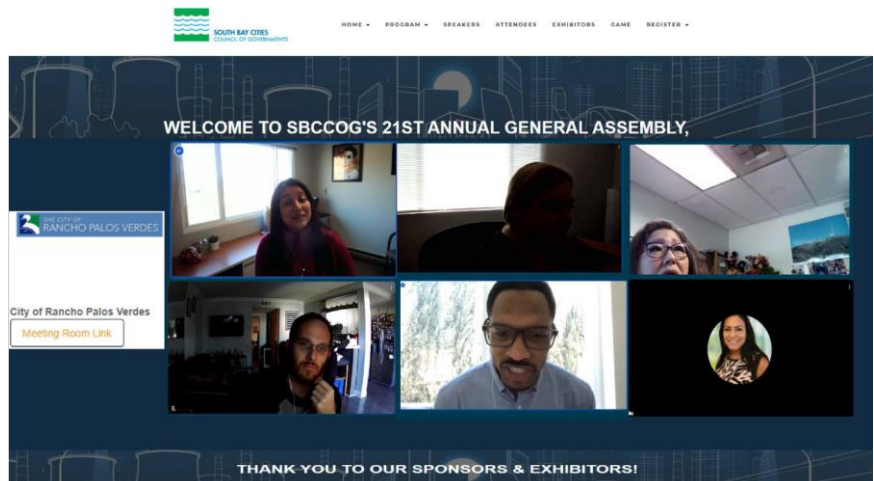 SOUTH BAY CITIES
COUNCIL OF GOVERNMENTS
HOME PROGRAM SPEAKERS ATTENDEES EXHIBITORS GAME REGISTER
WELCOME TO SBCCOG'S 21ST ANNUAL GENERAL ASSEMBLY,
THE CITY OF
RANCHO PALOS VERDES
City of Rancho Palos Verdes
Meeting Room Link
THANK YOU TO OUR SPONSORS & EXHIBITORS!